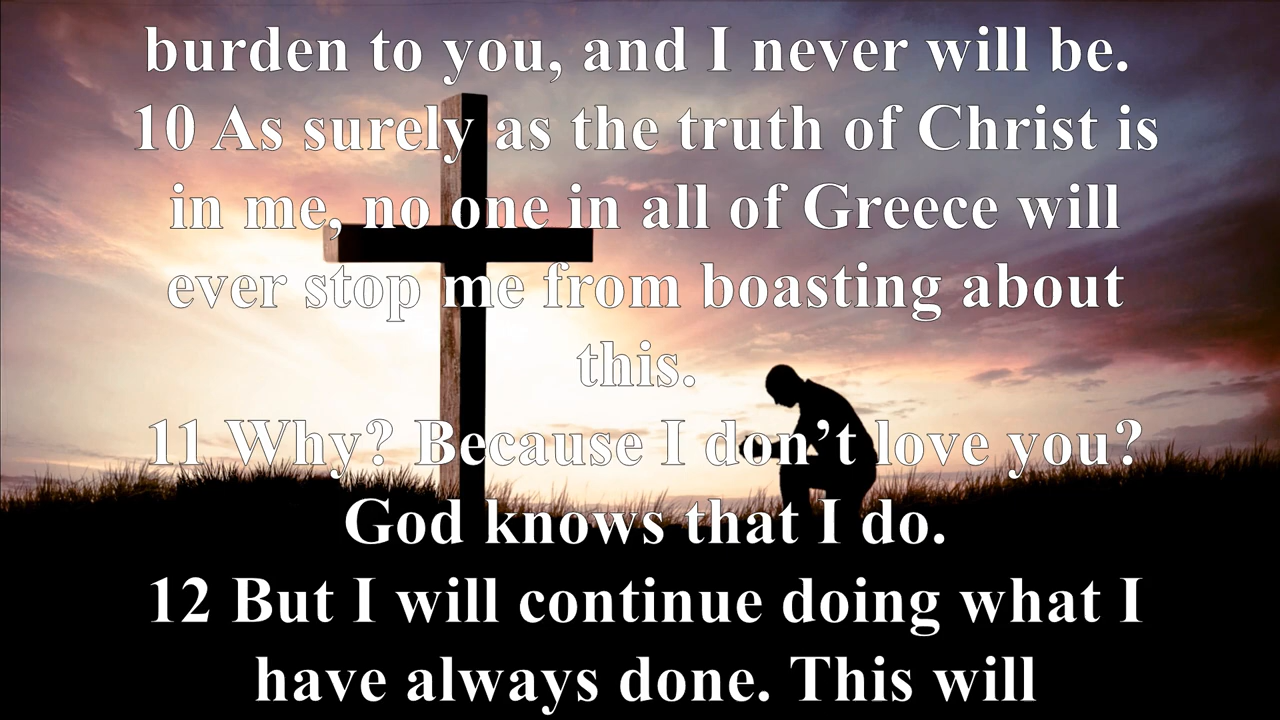 burden to you, and I never will be.
10 As surely as the truth of Christ is
in me, no one in all of Greece will
ever stop me from boasting about
this.
11 Why? Because I don’t love you?
God knows that I do.
12 But I will continue doing what I
have always done. This will